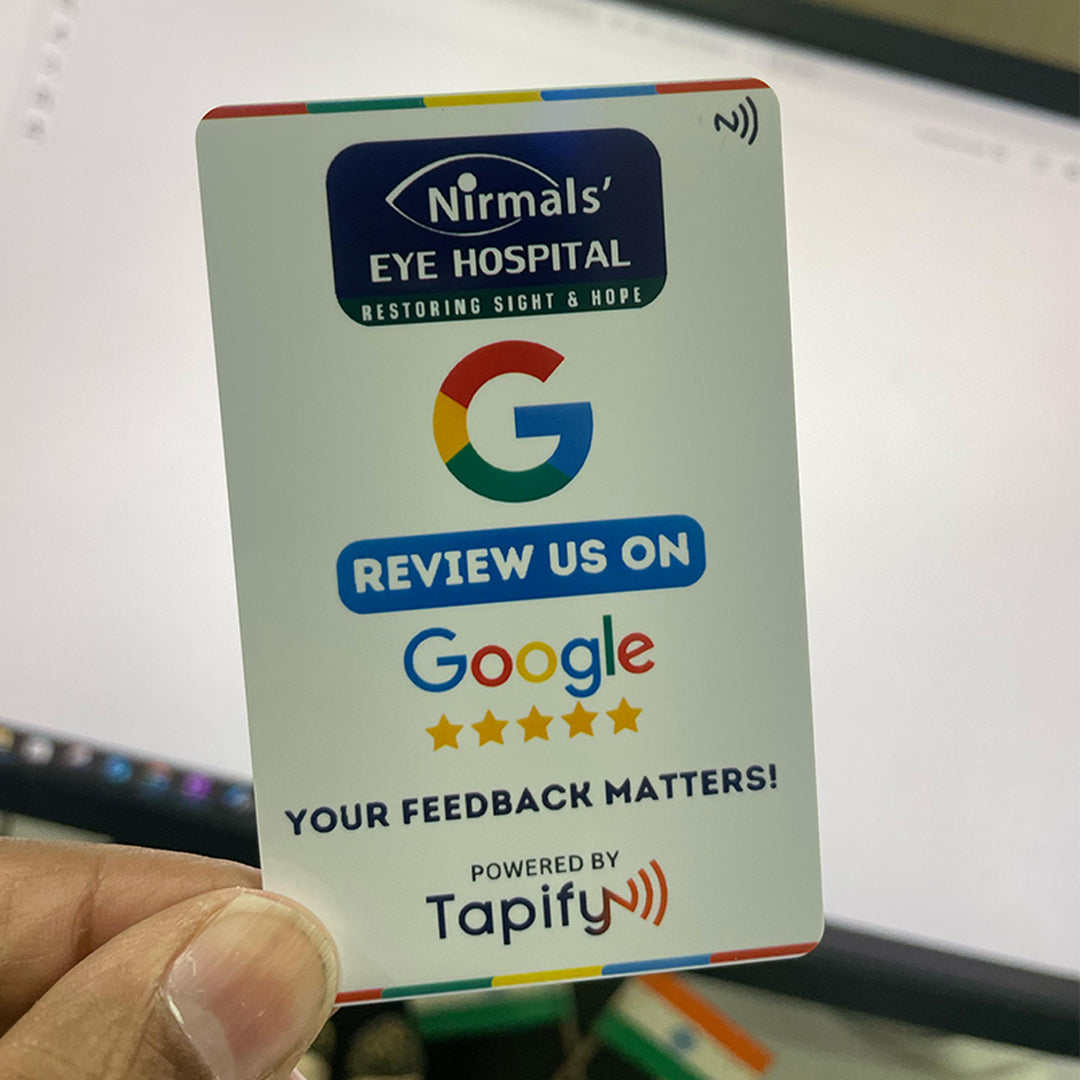 Nirmals'
EYE HOSPITAL
RESTORING SIGHT & HOPE
G
REVIEW US ON
Google
YOUR FEEDBACK MATTERS!
POWERED BY
Tapify